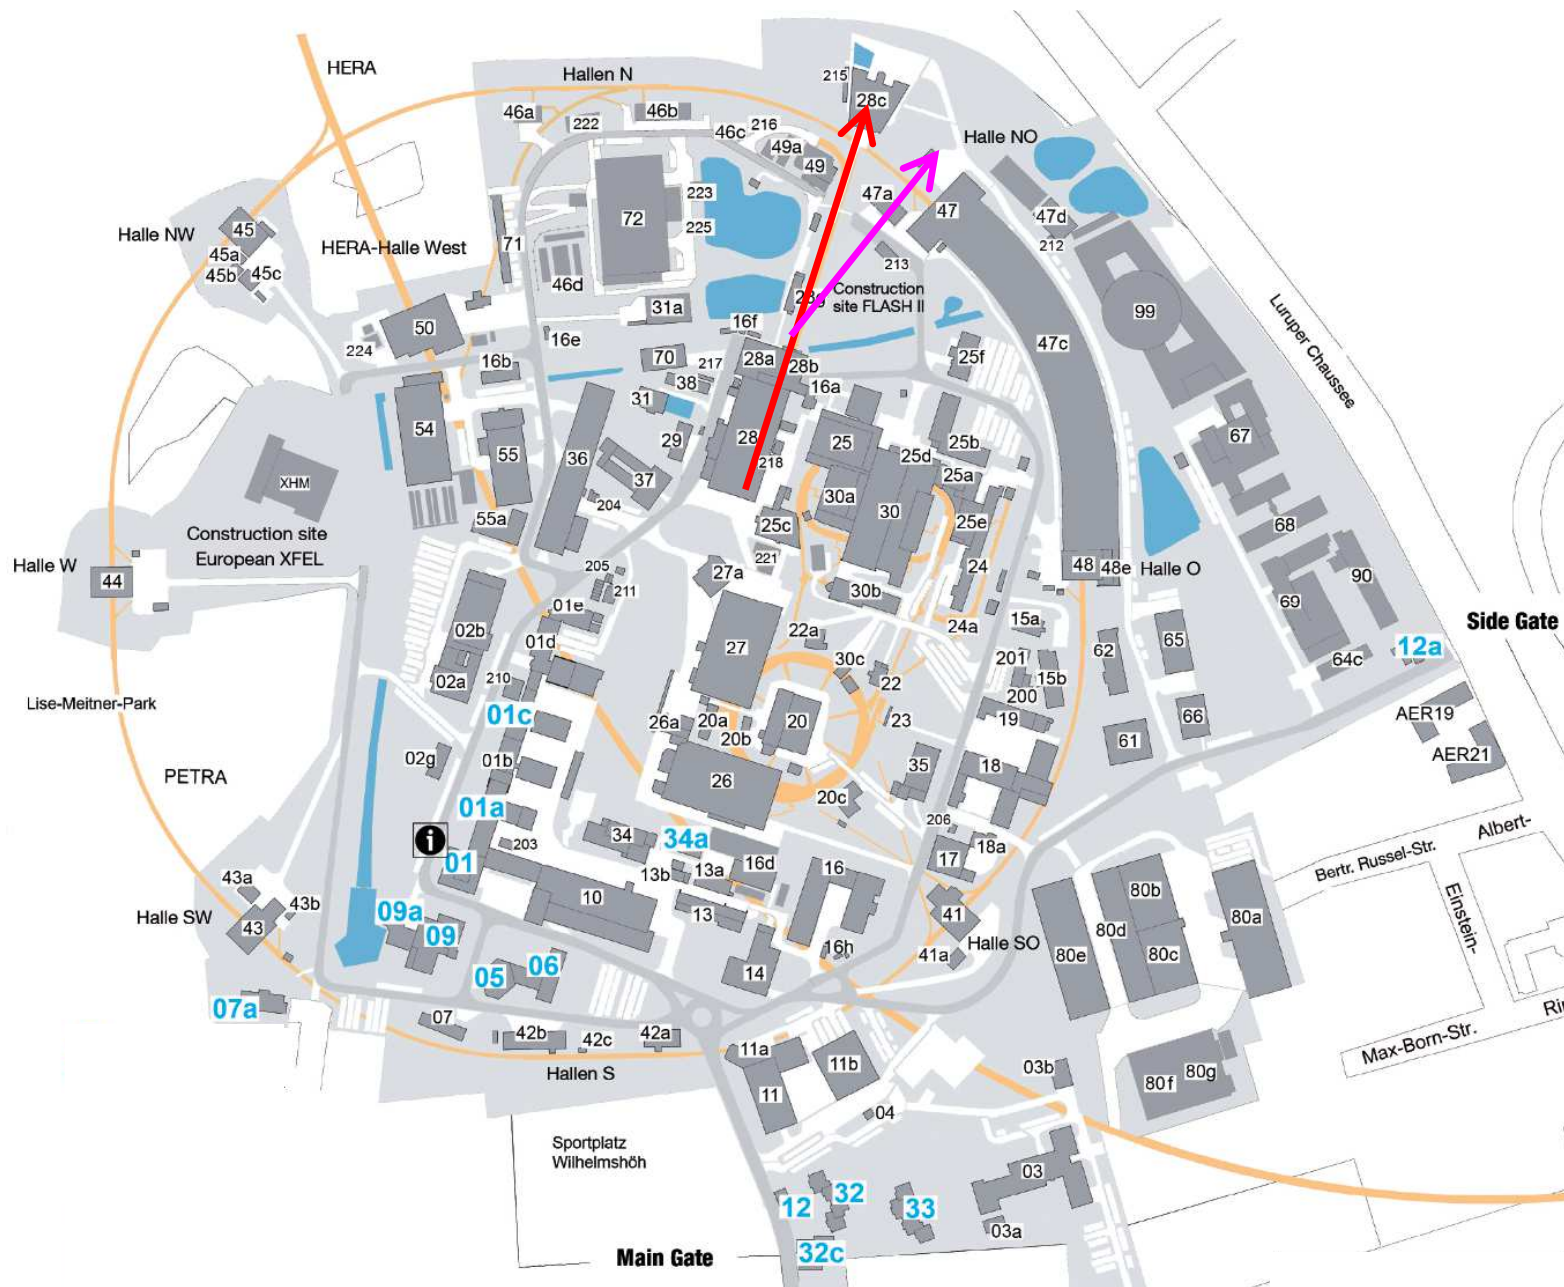 HERA
Hallen N
215
28c
46a
222
46b
46c
216
49a
49
Halle NO
72
223
225
47a
47
47d
212
213
Halle NW
45
45a
45b
45c
HERA-Halle West
71
46d
28g
Construction
site FLASH II
99
Luruper Chaussee
31a
50
224
16e
16f
16b
70
217
28a
28b
25f
47c
38
16a
31
54
55
36
29
28
218
25
25b
25d
67
XHM
37
204
30a
25a
30
68
Construction site
European XFEL
55a
25c
25e
221
Halle W
44
205
211
27a
24
48
48e
Halle O
90
30b
69
01e
02b
01d
27
22a
24a
15a
62
65
Side Gate
12a
64c
02a
210
30c
22
201
15b
200
Lise-Meitner-Park
01c
26a
20a
20b
20
23
19
66
AER19
61
AER21
02g
01b
PETRA
26
35
18
20c
01a
206
Albert-
203
34
34a
18a
Bertr. Russel-Str.
01
16d
17
13b
13a
16
43a
10
80b
Einstein-
43b
Halle SW
43
09a
09
13
41
80a
80d
Halle SO
16h
41a
80e
80c
05
06
14
07a
07
42b
42c
42a
Max-Born-Str.
11a
11b
Hallen S
11
03b
80f
80g
04
Sportplatz
Wilhelmshöh
03
12
32
33
03a
32c
Main Gate